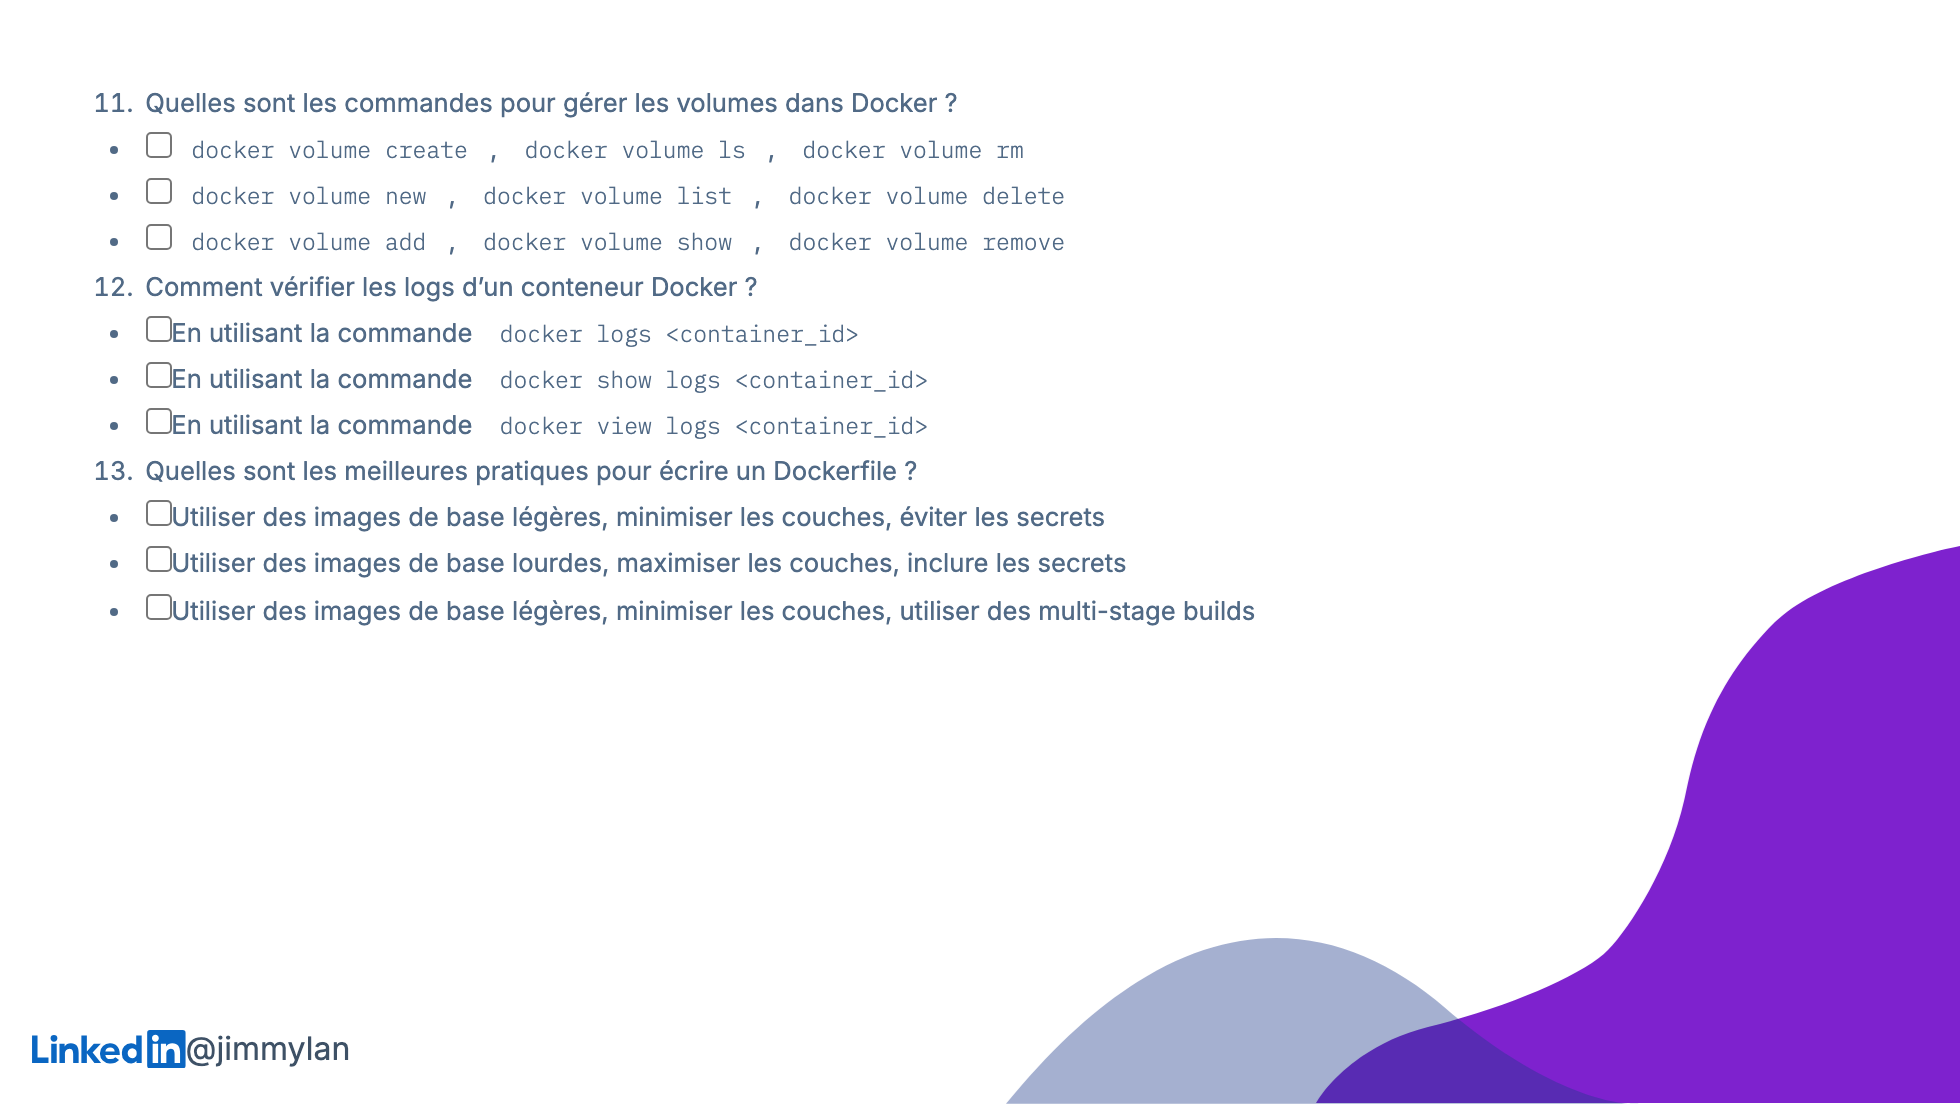 11. Quelles sont les commandes pour gérer les volumes dans Docker ?
• docker volume create , docker volume ls , docker volume rm
• docker volume new , docker volume list , docker volume delete
• docker volume add , docker volume show , docker volume remove
12. Comment vérifier les logs d’un conteneur Docker ?
• En utilisant la commande docker logs <container_id>
• En utilisant la commande docker show logs <container_id>
• En utilisant la commande docker view logs <container_id>
13. Quelles sont les meilleures pratiques pour écrire un Dockerfile ?
• Utiliser des images de base légères, minimiser les couches, éviter les secrets
• Utiliser des images de base lourdes, maximiser les couches, inclure les secrets
• Utiliser des images de base légères, minimiser les couches, utiliser des multi-stage builds
LinkedIn@jimmylan